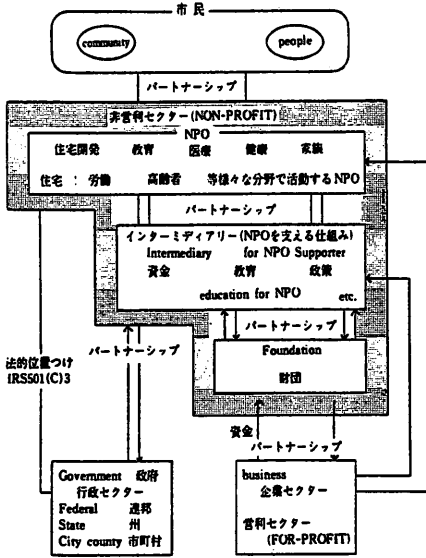 市民
community people
パートナーシップ
非営利セクター(NON-PROFIT)
NPO
住宅開発 教育 医療 健康 家族
住宅: 労働 高齢者 等様々な分野で活動するNPO
パートナーシップ
インターミディアリー(NPOを支える仕組み)
Intermediary for NPO Supporter
資金 教育 政策
education for NPO etc.
パートナーシップ
Foundation
財団
法的位置づけ
IRS501(C)3
パートナーシップ
資金
パートナーシップ
Government 政府
行政セクター
Federal 連邦
State 州
City county 市町村
business
企業セクター
営利セクター
(FOR-PROFIT)